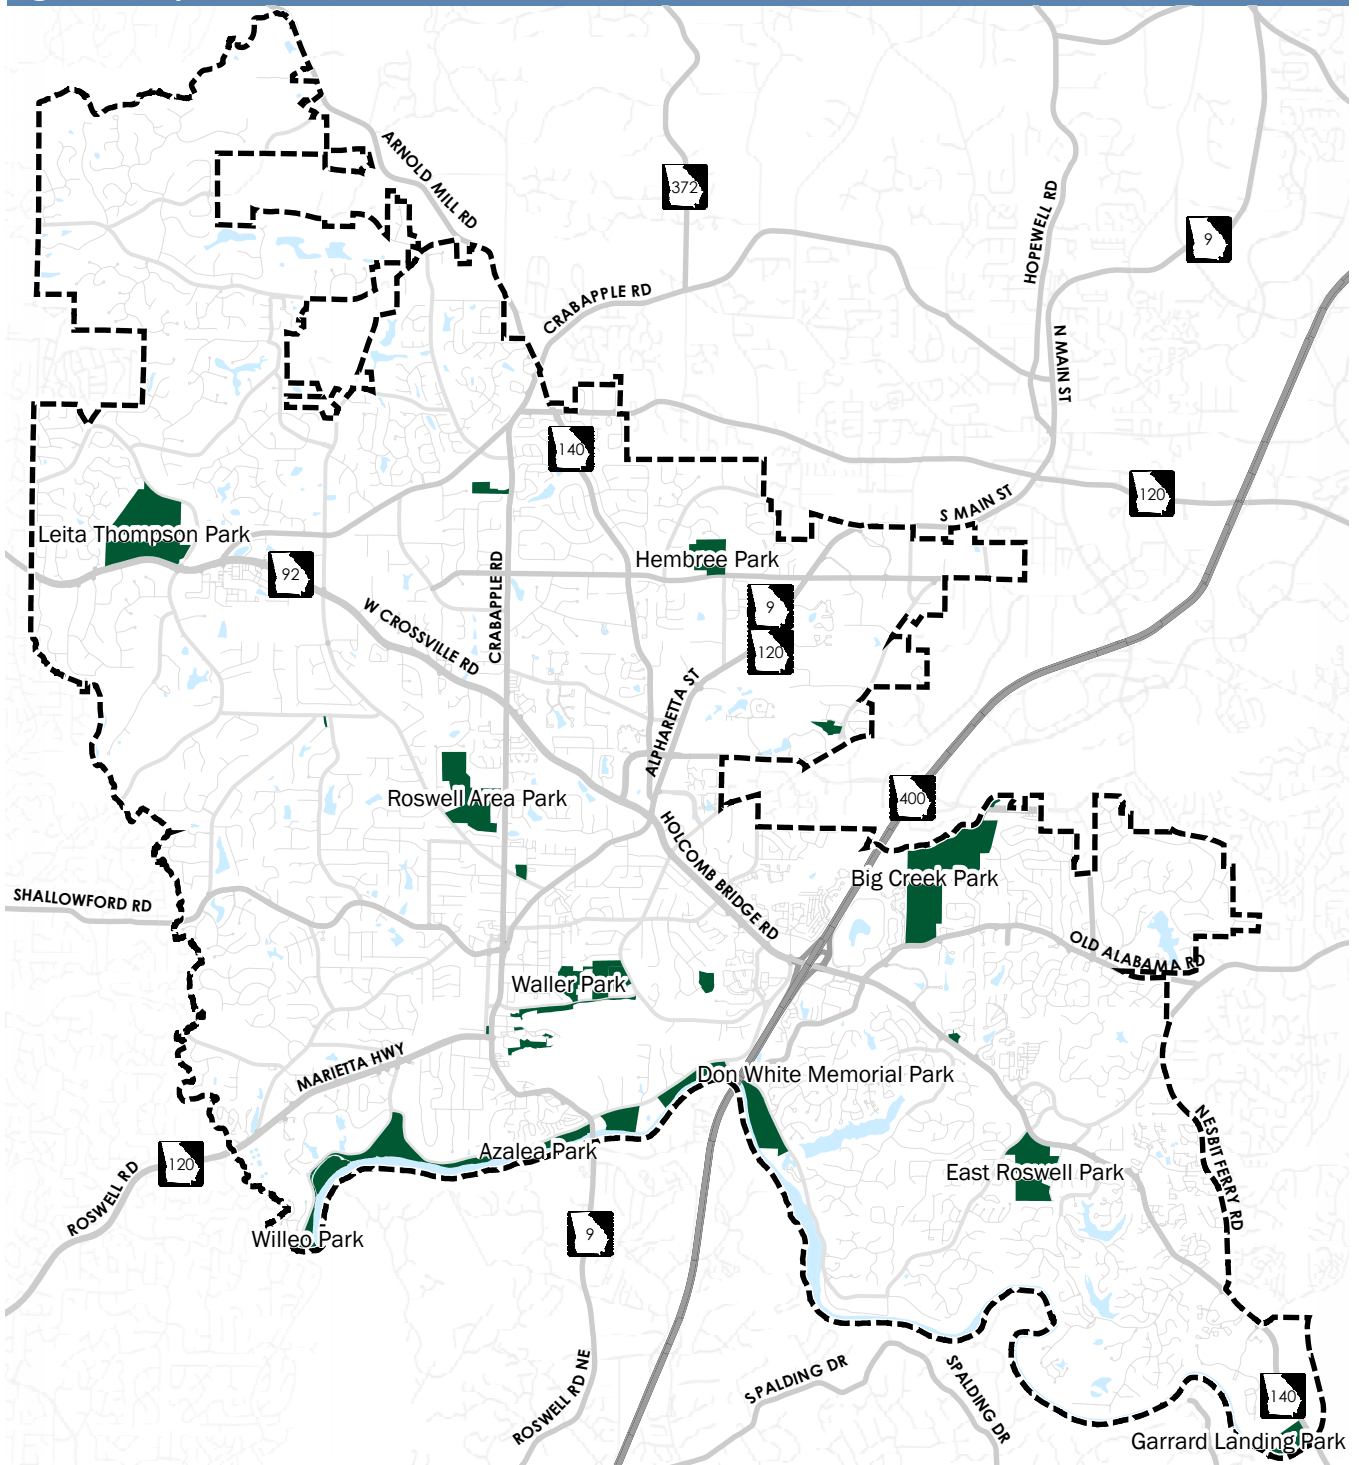 ARNOLD MILL RD
372
HOPEWELL RD
9
CRABAPPLE RD
N MAIN ST
140
120
S MAIN ST
Leita Thompson Park
Hembree Park
92
CRABAPPLE RD
9
W CROSSVILLE RD
120
ALPHARETTA ST
Roswell Area Park
400
HOLCOMB BRIDGE RD
Big Creek Park
SHALLOWFORD RD
OLD ALABAMA RD
Waller Park
MARIETTA HWY
Don White Memorial Park
Azalea Park
NESBIT FERRY RD
120
East Roswell Park
ROSWELL RD
Willeo Park
9
SPALDING DR
SPALDING DR
ROSWELL RD NE
140
Garrard Landing Park